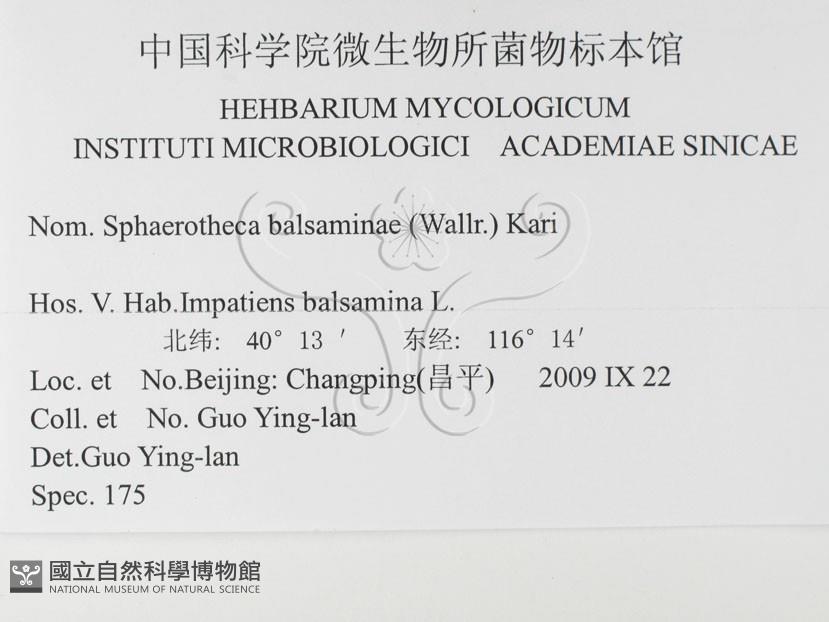 中国科学院微生物所菌物标本馆
HEHBARIUM MYCOLOGICUM
INSTITUTI MICROBIOLOGICI ACADEMIAE SINICAE
Nom. Sphaerotheca balsaminae (Wallr.) Kari
Hos. V. Hab.Impatiens balsamina L.
北纬: 40° 13 ′ 东经: 116° 14′
Loc. et No.Beijing: Changping(昌平) 2009 IX 22
Coll. et No. Guo Ying-lan
Det.Guo Ying-lan
Spec. 175
國立自然科學博物館
NATIONAL MUSEUM OF NATURAL SCIENCE